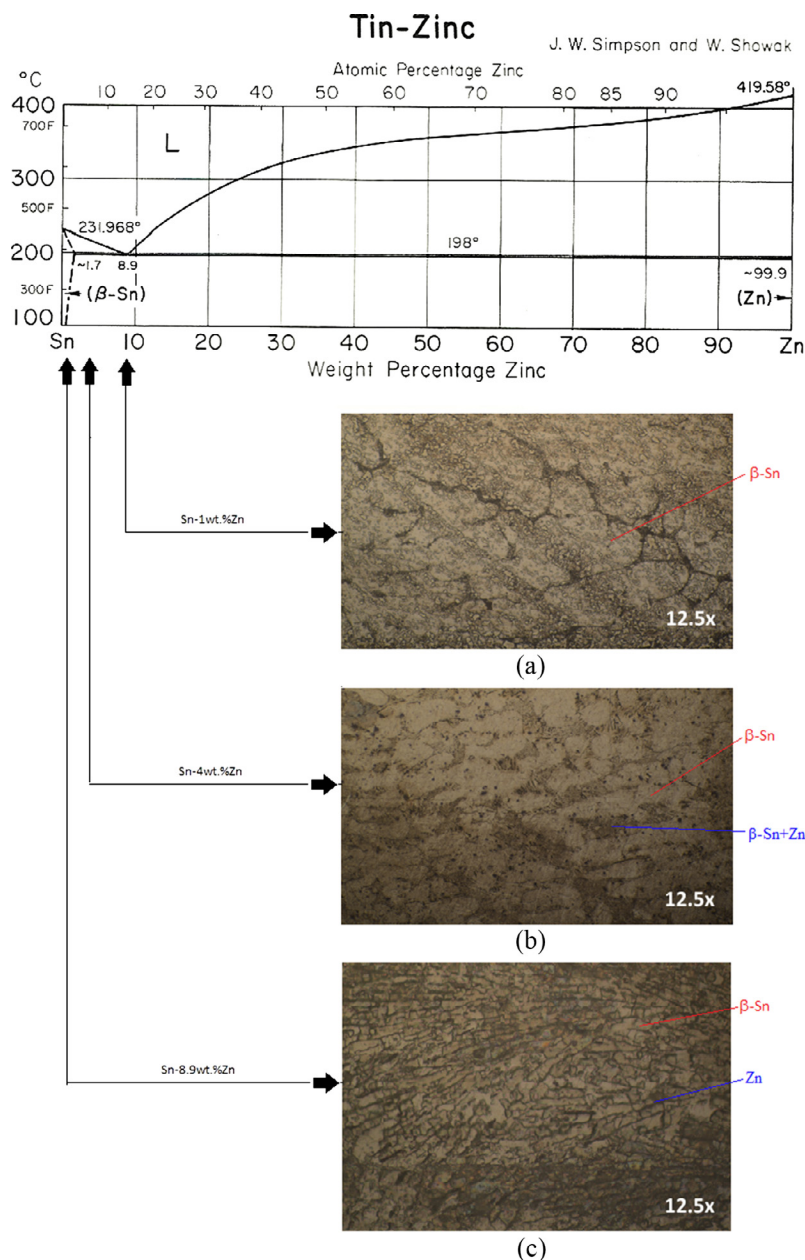 Tin-Zinc
J. W. Simpson and W. Showak
Atomic Percentage Zinc
°C 10 20 30 40 50 60 70 80 85 90 419.58°
400
700F
L
300
500F
231.968°
200 198°
~1.7 8.9 ~99.9
300F (β-Sn) (Zn)
100
Sn 10 20 30 40 50 60 70 80 90 Zn
Weight Percentage Zinc
β-Sn
Sn-1wt.%Zn
12.5x
(a)
β-Sn
Sn-4wt.%Zn
β-Sn+Zn
12.5x
(b)
β-Sn
Sn-8.9wt.%Zn
Zn
12.5x
(c)